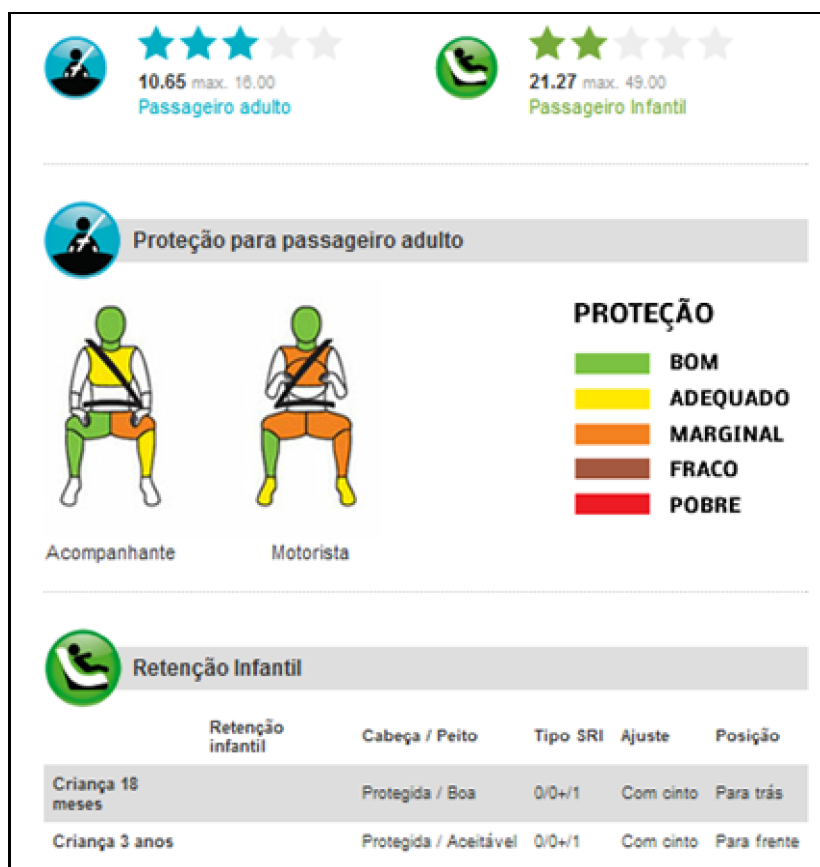 10.65 max. 16.00
Passageiro adulto
21.27 max. 49.00
Passageiro Infantil
Proteção para passageiro adulto
PROTEÇÃO
BOM
ADEQUADO
MARGINAL
FRACO
POBRE
Acompanhante Motorista
Retenção Infantil
Retenção infantil Cabeça / Peito Tipo SRI Ajuste Posição
Criança 18 meses Protegida / Boa 0/0+/1 Com cinto Para trás
Criança 3 anos Protegida / Aceitável 0/0+/1 Com cinto Para frente